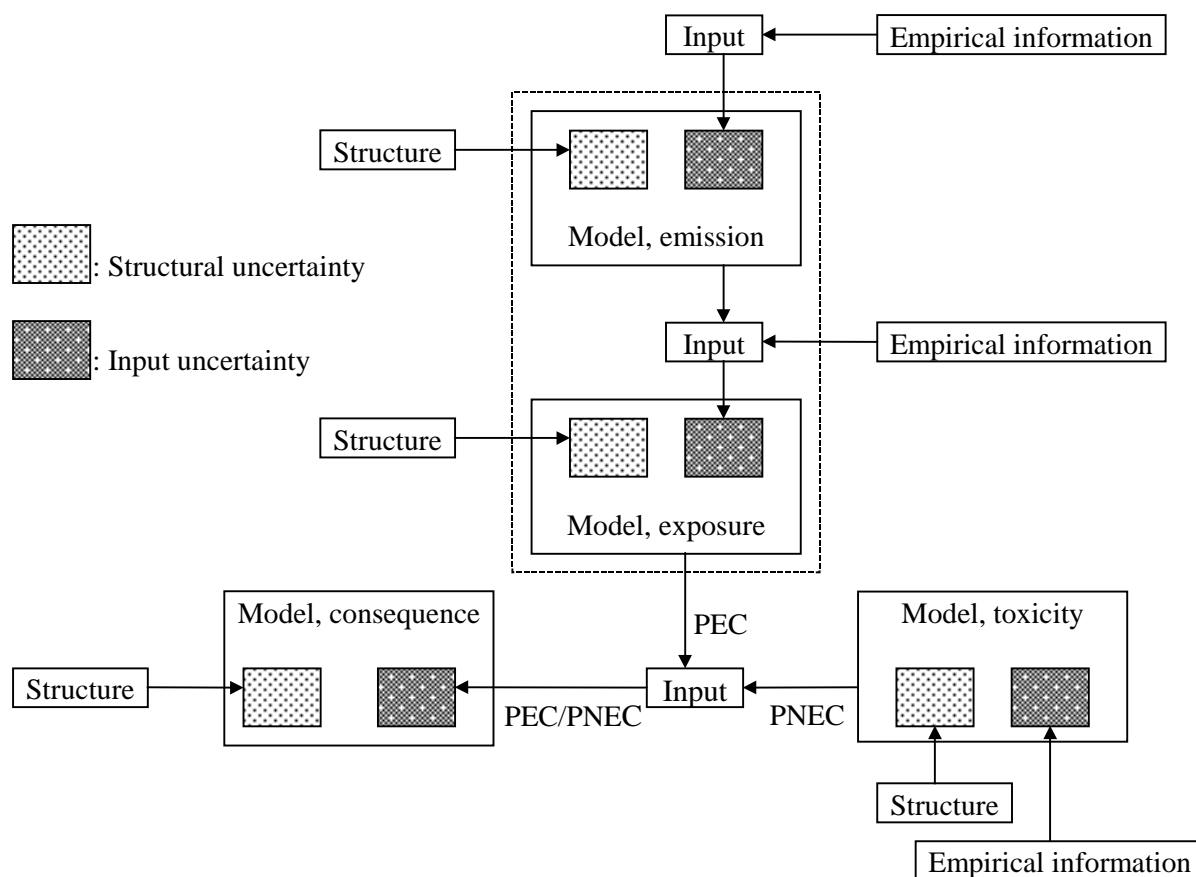 Input
Empirical information
Structure
Model, emission
: Structural uncertainty
: Input uncertainty
Input
Empirical information
Structure
Model, exposure
Model, consequence
PEC
Model, toxicity
Structure
Input
PEC/PNEC
PNEC
Structure
Empirical information